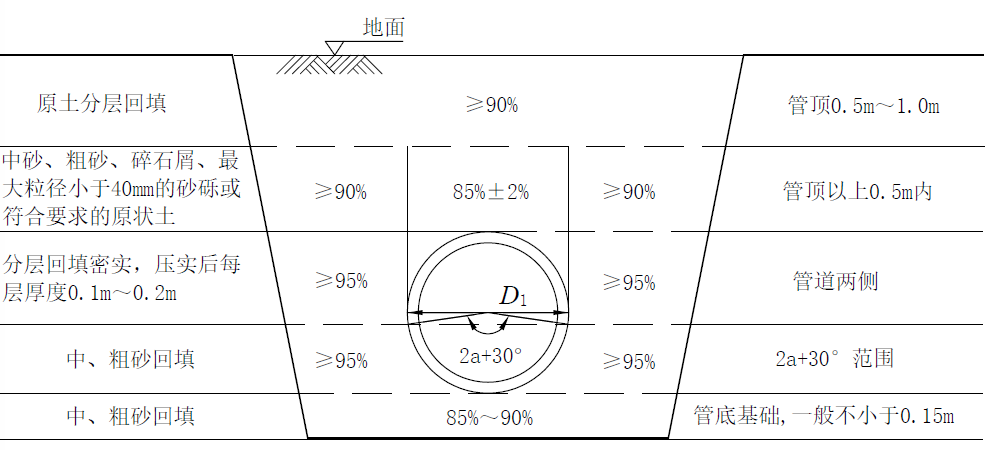 地面
原土分层回填
≥90%
管顶0.5m～1.0m
中砂、粗砂、碎石屑、最
大粒径小于40mm的砂砾或
符合要求的原状土
≥90%
85%±2%
≥90%
管顶以上0.5m内
分层回填密实，压实后每
层厚度0.1m～0.2m
≥95%
D1
≥95%
管道两侧
中、粗砂回填
≥95%
2a+30°
≥95%
2a+30°范围
中、粗砂回填
85%～90%
管底基础,一般不小于0.15m